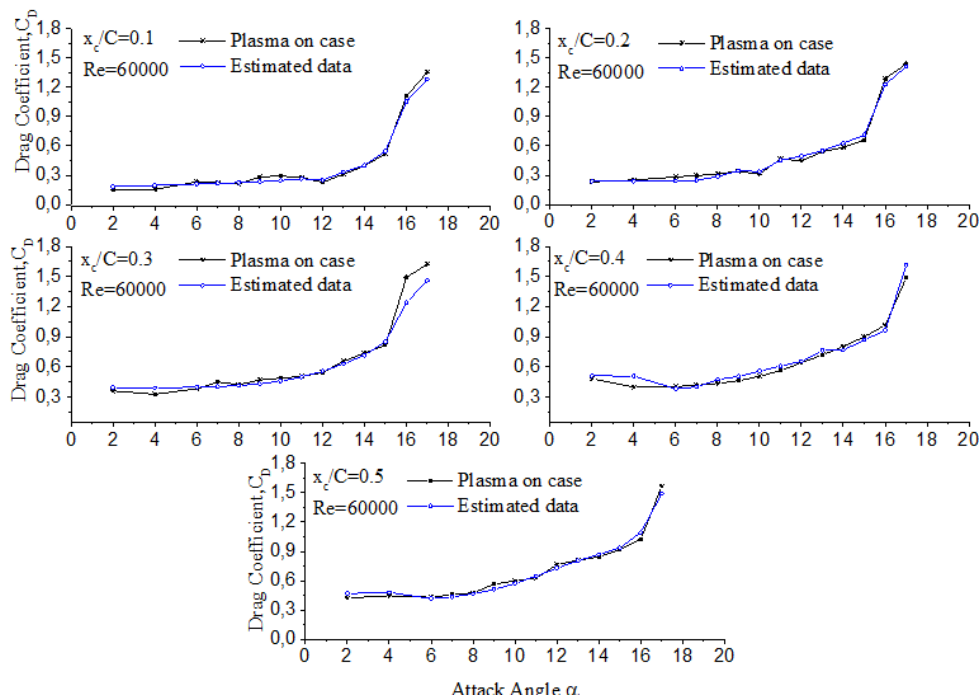 x_c/C=0.1 Plasma on case
Re=60000 Estimated data
Drag Coefficient,C_D
1,8
1,5
1,2
0,9
0,6
0,3
0,0
0 2 4 6 8 10 12 14 16 18 20
x_c/C=0.2 Plasma on case
Re=60000 Estimated data
Drag Coefficient,C_D
1,8
1,5
1,2
0,9
0,6
0,3
0,0
0 2 4 6 8 10 12 14 16 18 20
x_c/C=0.3 Plasma on case
Re=60000 Estimated data
Drag Coefficient,C_D
1,8
1,5
1,2
0,9
0,6
0,3
0 2 4 6 8 10 12 14 16 18 20
x_c/C=0.4 Plasma on case
Re=60000 Estimated data
Drag Coefficient,C_D
1,8
1,5
1,2
0,9
0,6
0,3
0 2 4 6 8 10 12 14 16 18 20
x_c/C=0.5 Plasma on case
Re=60000 Estimated data
Drag Coefficient,C_D
1,8
1,5
1,2
0,9
0,6
0,3
0,0
0 2 4 6 8 10 12 14 16 18 20
Attack Angle α